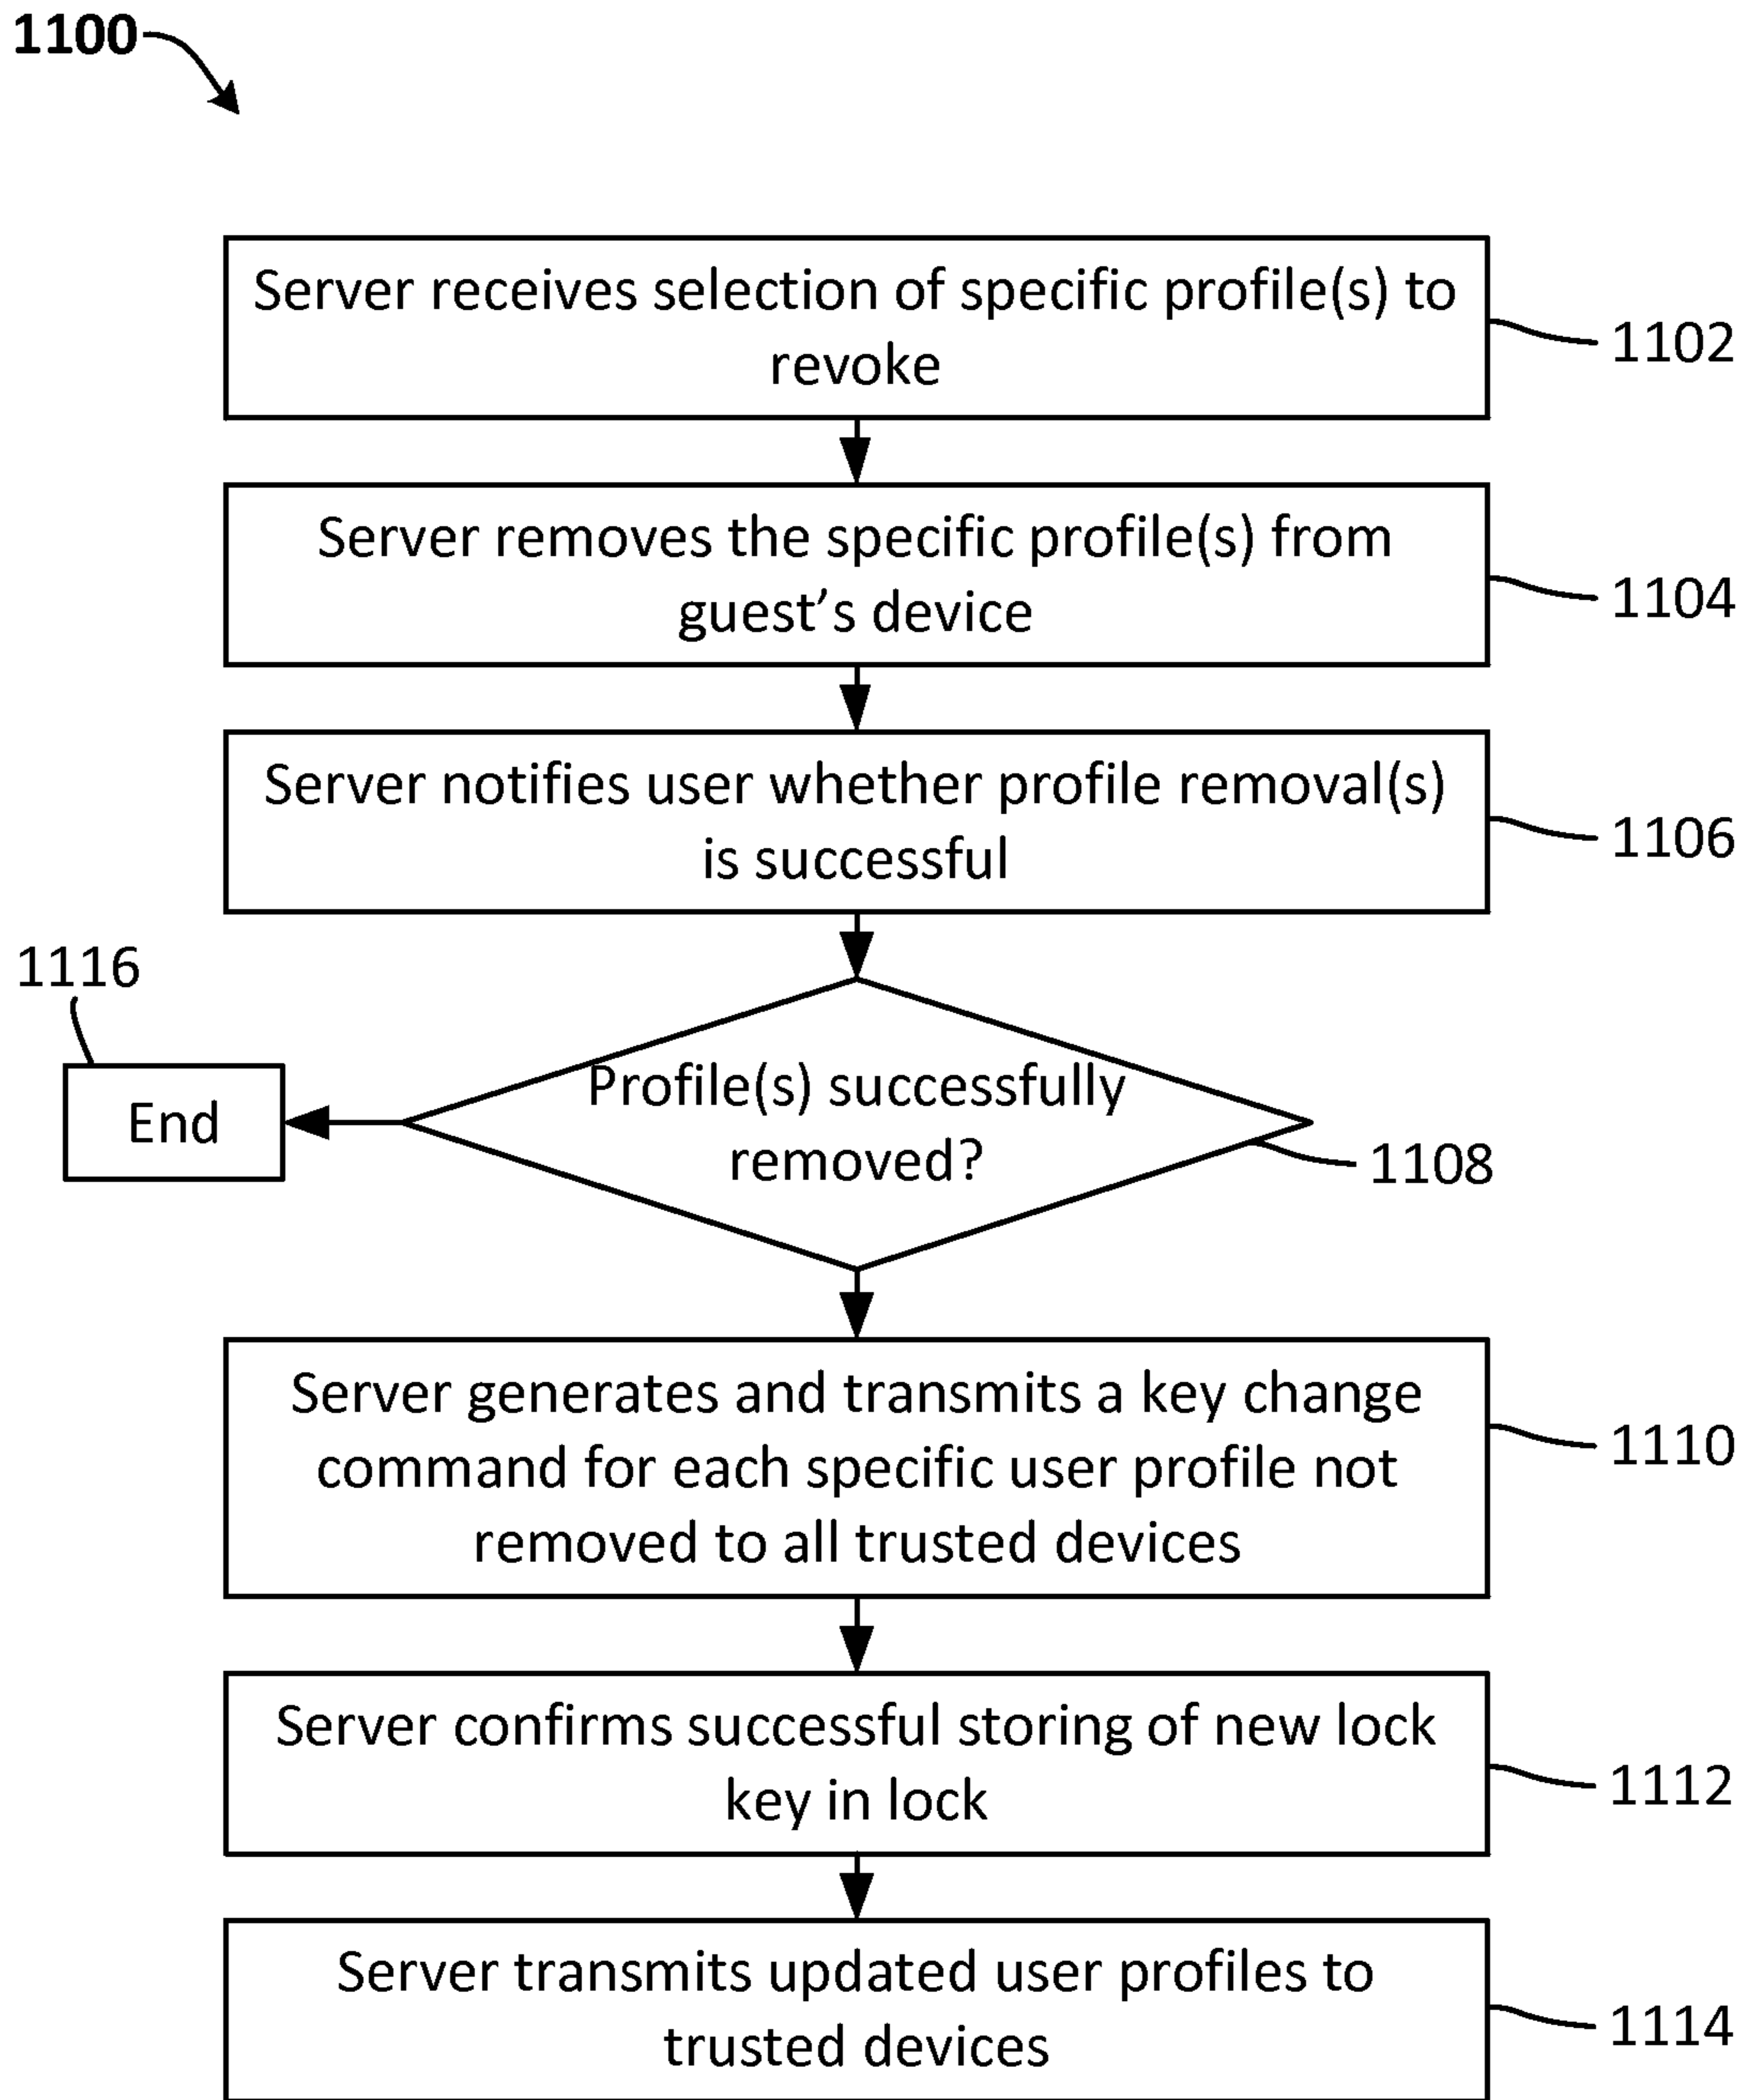 1100
Server receives selection of specific profile(s) to
revoke
1102
Server removes the specific profile(s) from
guest’s device
1104
Server notifies user whether profile removal(s)
is successful
1106
1116
End
Profile(s) successfully
removed?
1108
Server generates and transmits a key change
command for each specific user profile not
removed to all trusted devices
1110
Server confirms successful storing of new lock
key in lock
1112
Server transmits updated user profiles to
trusted devices
1114